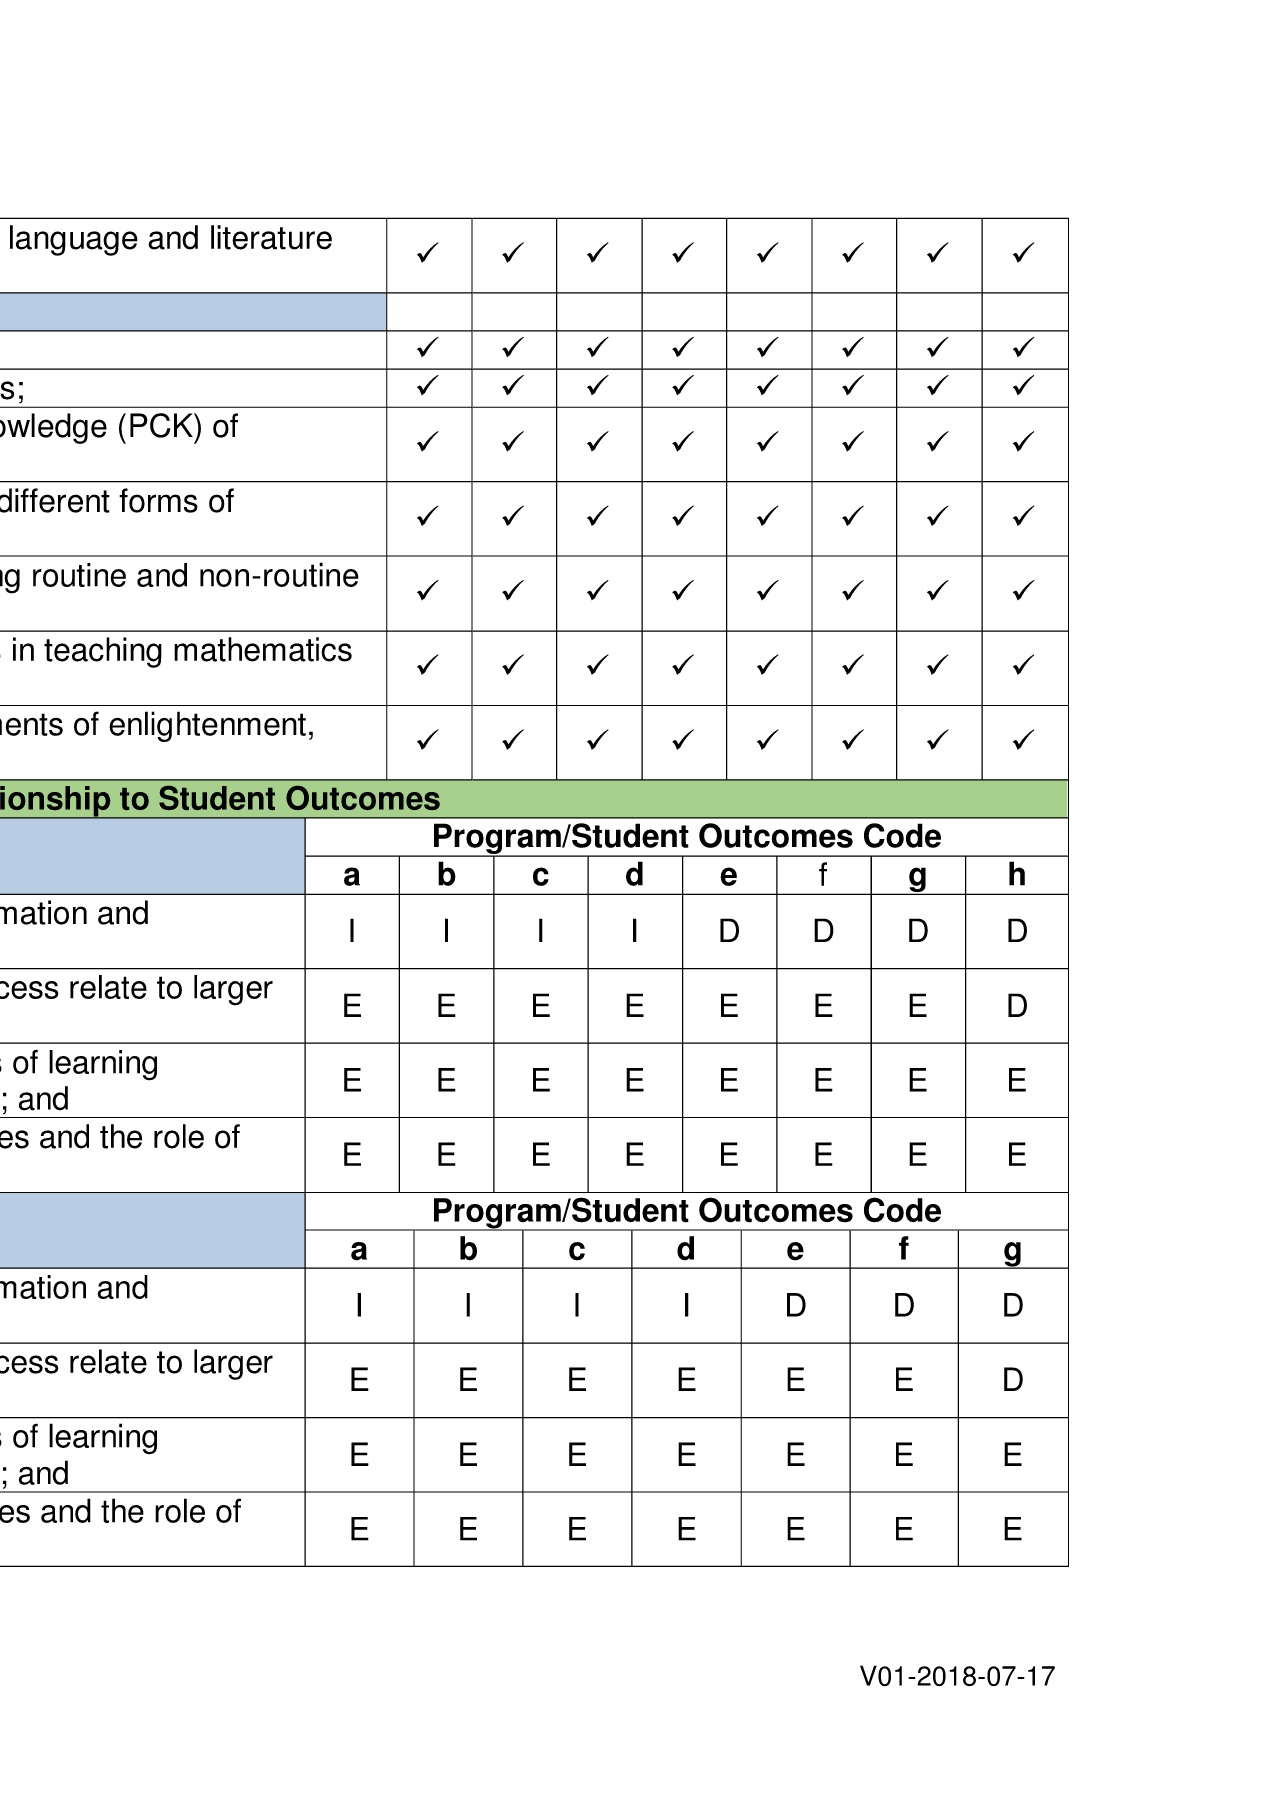 language and literature
✓ ✓ ✓ ✓ ✓ ✓ ✓ ✓
✓ ✓ ✓ ✓ ✓ ✓ ✓ ✓
s;
✓ ✓ ✓ ✓ ✓ ✓ ✓ ✓
owledge (PCK) of
✓ ✓ ✓ ✓ ✓ ✓ ✓ ✓
different forms of
✓ ✓ ✓ ✓ ✓ ✓ ✓ ✓
ng routine and non-routine
✓ ✓ ✓ ✓ ✓ ✓ ✓ ✓
s in teaching mathematics
✓ ✓ ✓ ✓ ✓ ✓ ✓ ✓
nents of enlightenment,
✓ ✓ ✓ ✓ ✓ ✓ ✓ ✓
ionship to Student Outcomes
Program/Student Outcomes Code
a b c d e f g h
mation and
I I I I D D D D
cess relate to larger
E E E E E E E D
s of learning
; and
E E E E E E E E
es and the role of
E E E E E E E E
Program/Student Outcomes Code
a b c d e f g
mation and
I I I I D D D
cess relate to larger
E E E E E E D
s of learning
; and
E E E E E E E
es and the role of
E E E E E E E
V01-2018-07-17